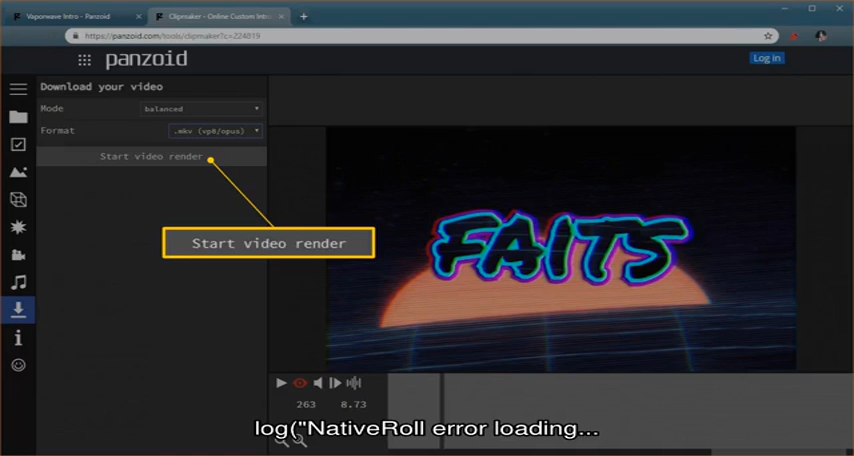 Vaporwave Intro - Panzoid
Clipmaker - Online Custom Intr
https://panzoid.com/tools/clipmaker?c=224819
panzoid
Log in
Download your video
Mode
balanced
Format
.mkv (vp8/opus)
Start video render
Start video render
FAITS
263
8.73
log("NativeRoll error loading...